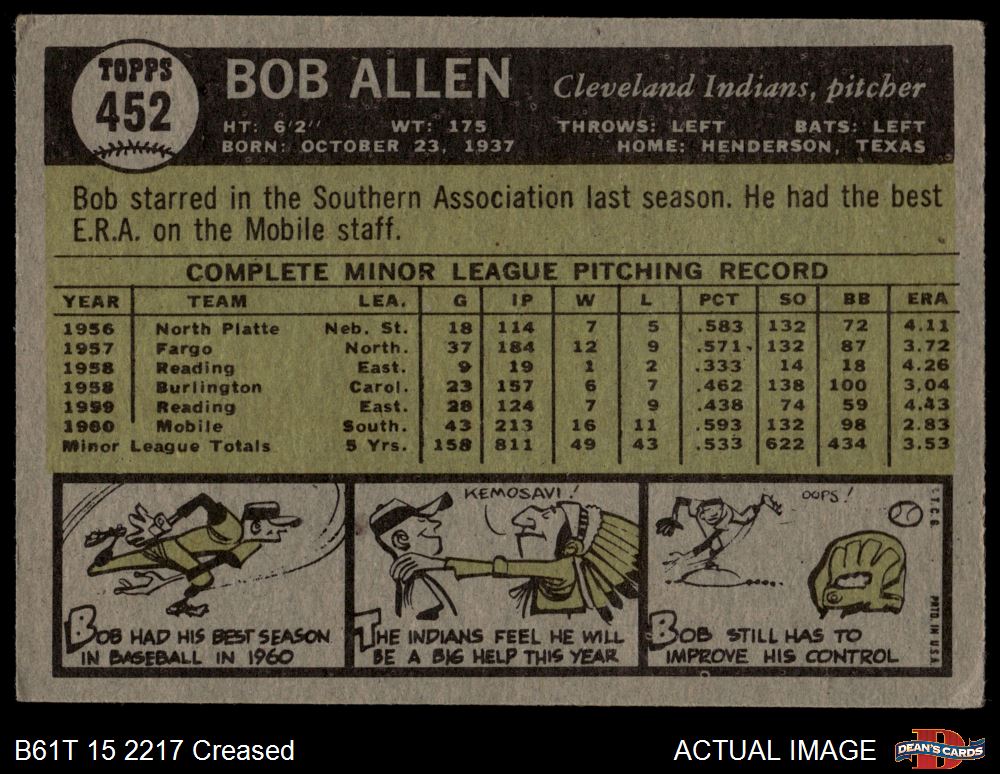 TOPPS
452
BOB ALLEN
Cleveland Indians, pitcher
HT: 6'2" WT: 175 THROWS: LEFT BATS: LEFT
BORN: OCTOBER 23, 1937 HOME: HENDERSON, TEXAS
Bob starred in the Southern Association last season. He had the best
E.R.A. on the Mobile staff.
COMPLETE MINOR LEAGUE PITCHING RECORD
YEAR TEAM LEA. G IP W L PCT SO BB ERA
1956 North Platte Neb. St. 18 114 7 5 .583 132 72 4.11
1957 Fargo North. 37 184 12 9 .571 132 87 3.72
1958 Reading East. 9 19 1 2 .333 14 18 4.26
1958 Burlington Carol. 23 157 6 7 .462 138 100 3.04
1959 Reading East. 28 124 7 9 .438 74 59 4.43
1960 Mobile South. 43 213 16 11 .593 132 98 2.83
Minor League Totals 5 Yrs. 158 811 49 43 .533 622 434 3.53
BOB HAD HIS BEST SEASON
IN BASEBALL IN 1960
KEMOSAVI!
THE INDIANS FEEL HE WILL
BE A BIG HELP THIS YEAR
OOPS!
BOB STILL HAS TO
IMPROVE HIS CONTROL
©T.C.G.
PRTD. IN U.S.A.
B61T 15 2217 Creased
ACTUAL IMAGE
D
DEAN'S CARDS